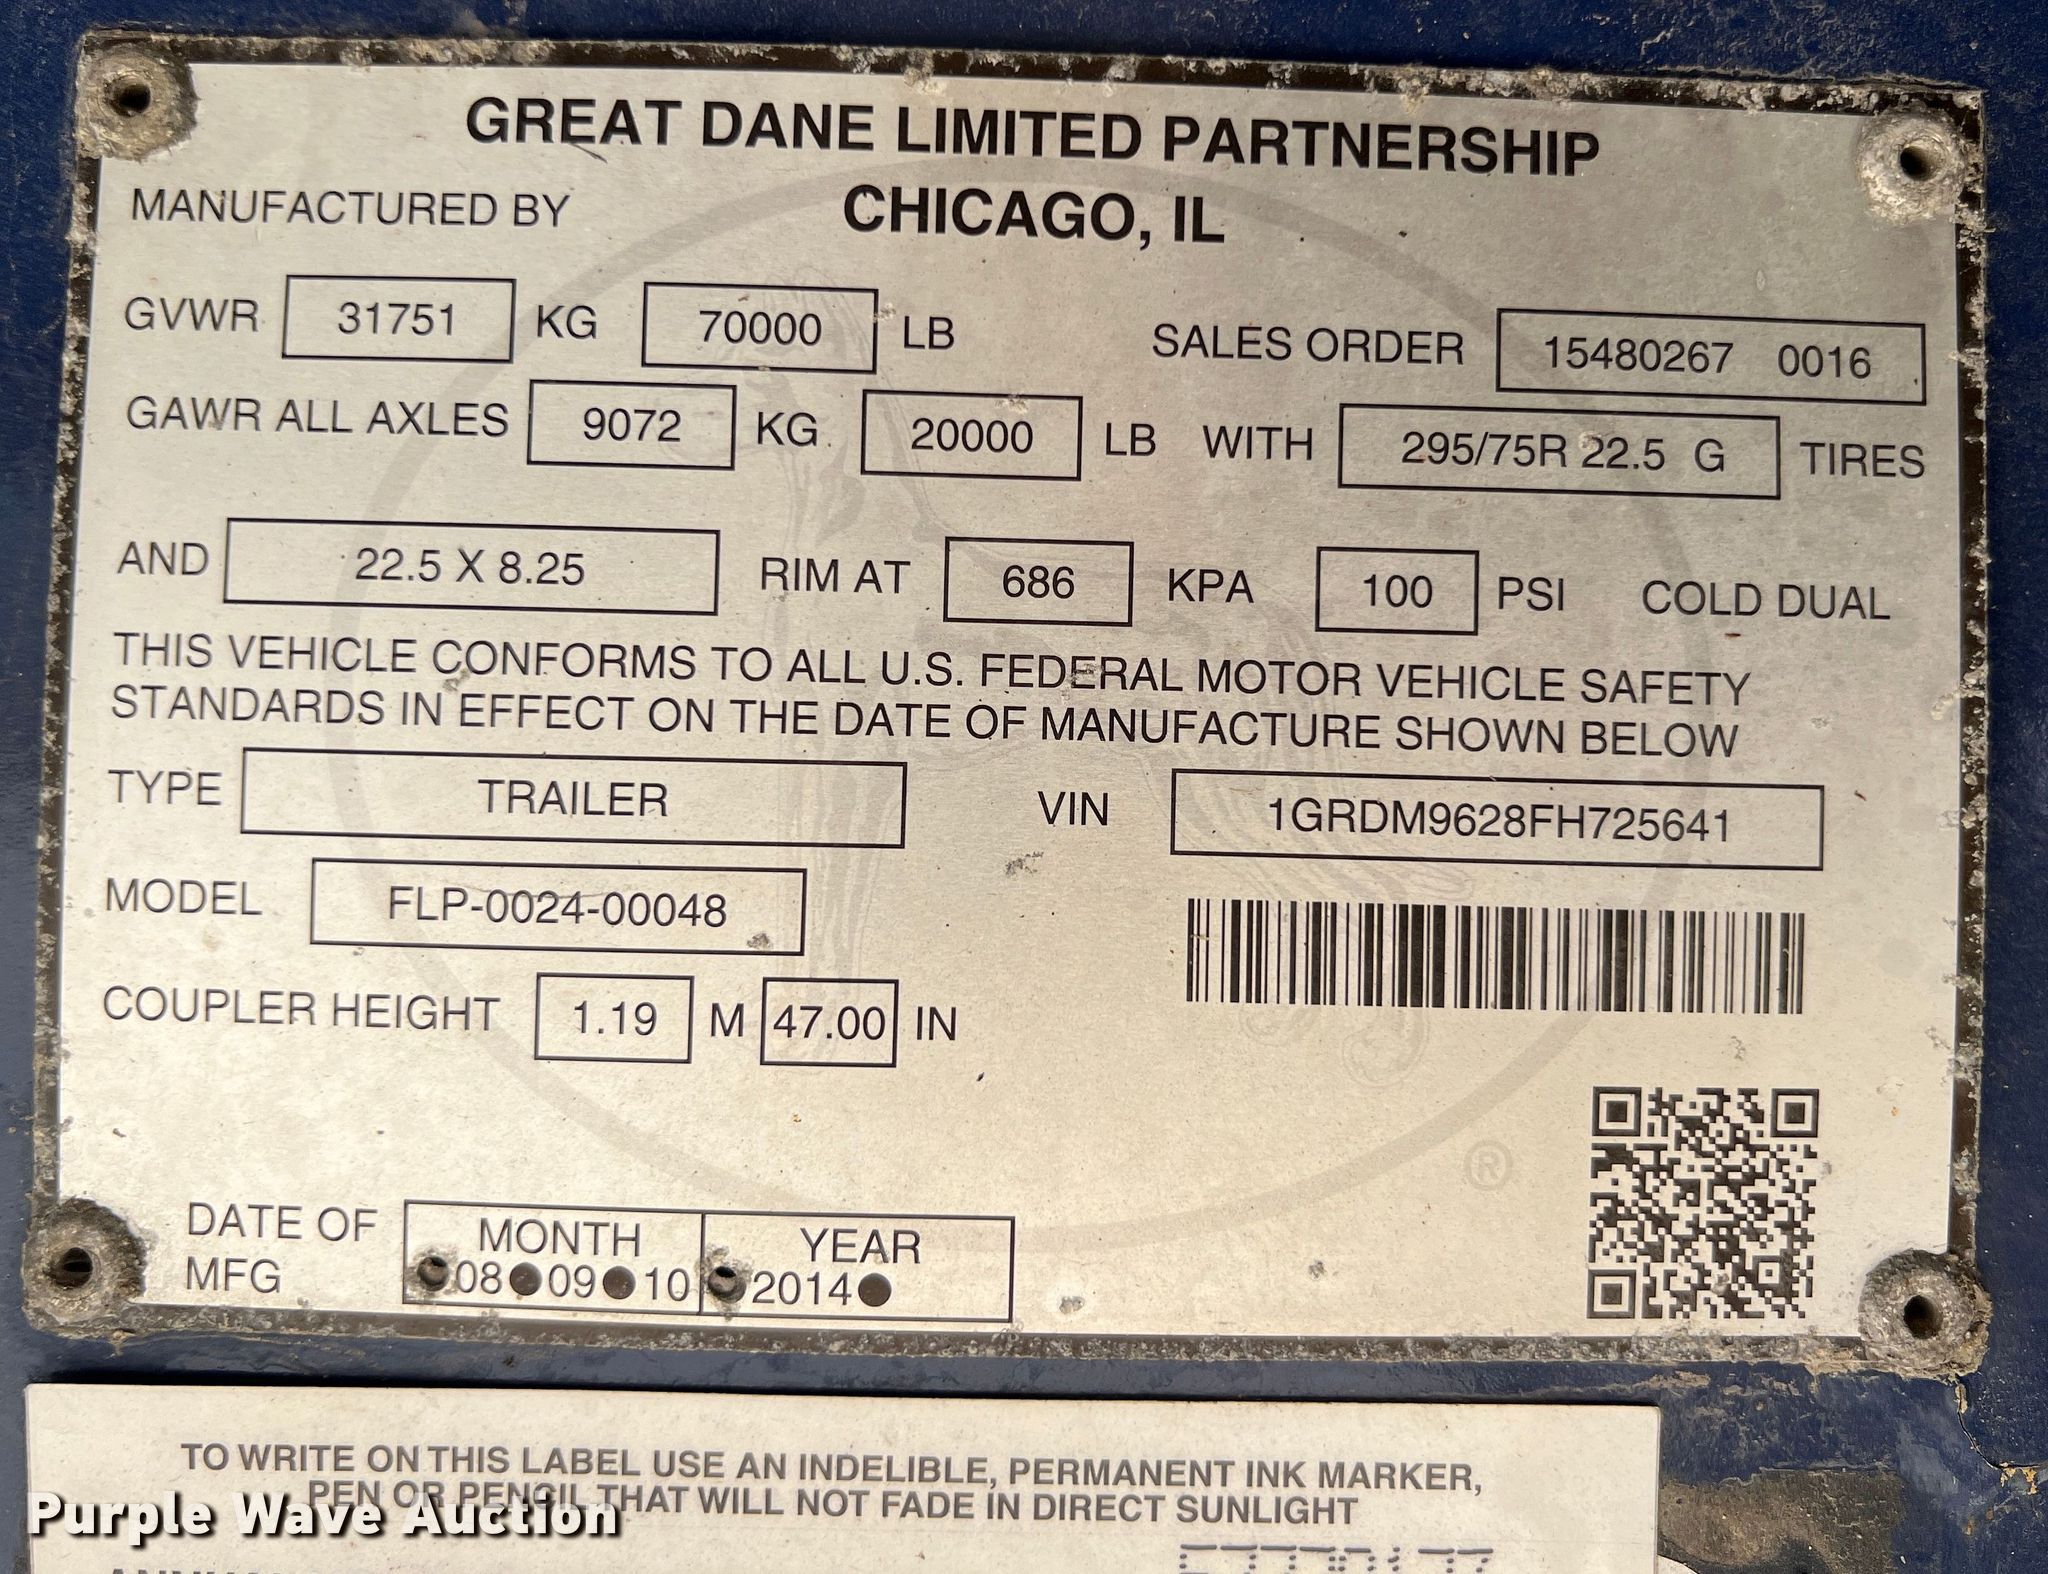 GREAT DANE LIMITED PARTNERSHIP
MANUFACTURED BY CHICAGO, IL
GVWR 31751 KG 70000 LB SALES ORDER 15480267 0016
GAWR ALL AXLES 9072 KG 20000 LB WITH 295/75R 22.5 G TIRES
AND 22.5 X 8.25 RIM AT 686 KPA 100 PSI COLD DUAL
THIS VEHICLE CONFORMS TO ALL U.S. FEDERAL MOTOR VEHICLE SAFETY
STANDARDS IN EFFECT ON THE DATE OF MANUFACTURE SHOWN BELOW
TYPE TRAILER VIN 1GRDM9628FH725641
MODEL FLP-0024-00048
COUPLER HEIGHT 1.19 M 47.00 IN
®
DATE OF MONTH YEAR
MFG 08 09 10 2014
TO WRITE ON THIS LABEL USE AN INDELIBLE, PERMANENT INK MARKER,
PEN OR PENCIL THAT WILL NOT FADE IN DIRECT SUNLIGHT
Purple Wave Auction